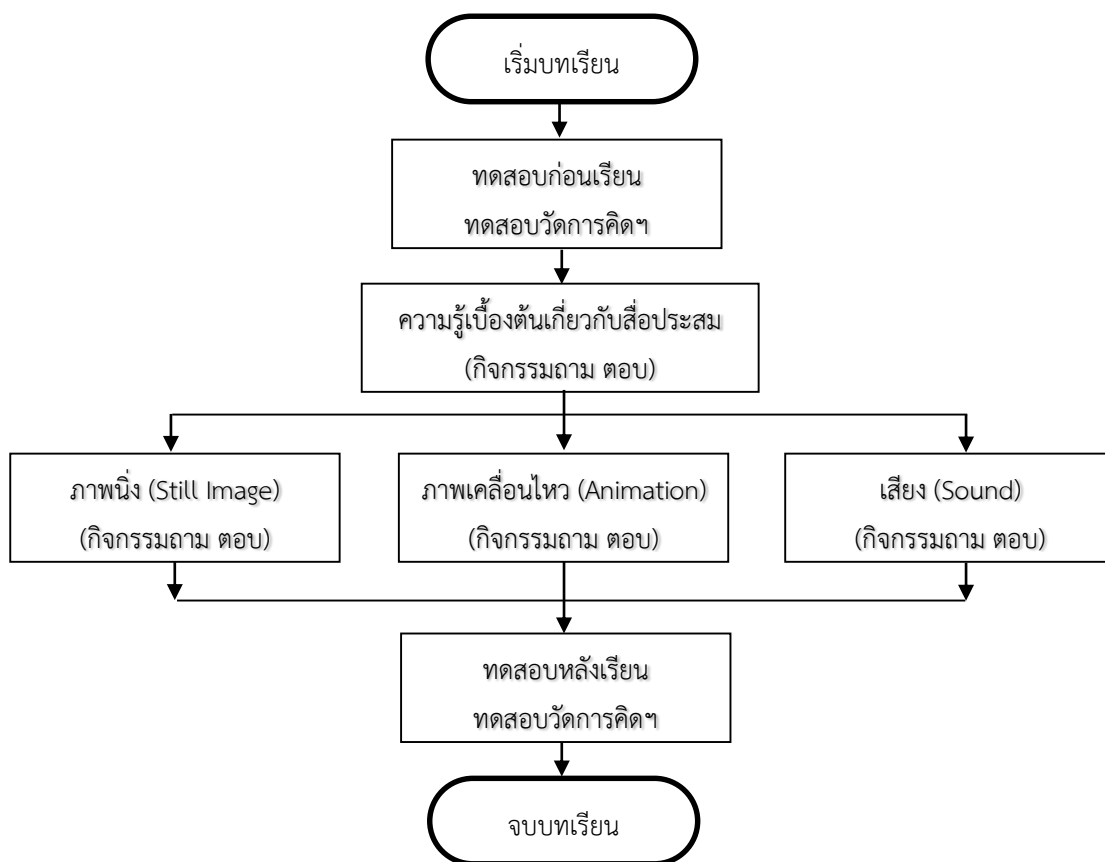 เริ่มบทเรียน
ทดสอบก่อนเรียน
ทดสอบวัดการคิดฯ
ความรู้เบื้องต้นเกี่ยวกับสื่อประสม
(กิจกรรมถาม ตอบ)
ภาพนิ่ง (Still Image)
(กิจกรรมถาม ตอบ)
ภาพเคลื่อนไหว (Animation)
(กิจกรรมถาม ตอบ)
เสียง (Sound)
(กิจกรรมถาม ตอบ)
ทดสอบหลังเรียน
ทดสอบวัดการคิดฯ
จบบทเรียน